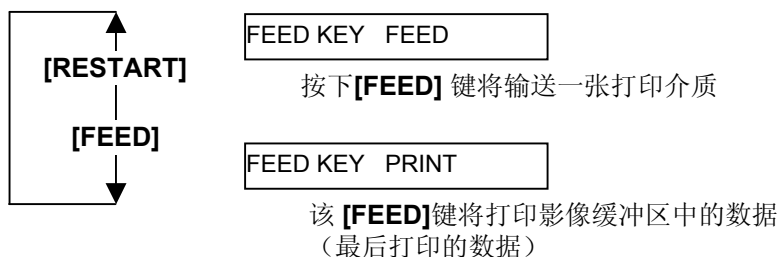 FEED KEY FEED
[RESTART]
按下[FEED] 键将输送一张打印介质
[FEED]
FEED KEY PRINT
该 [FEED]键将打印影像缓冲区中的数据
（最后打印的数据）